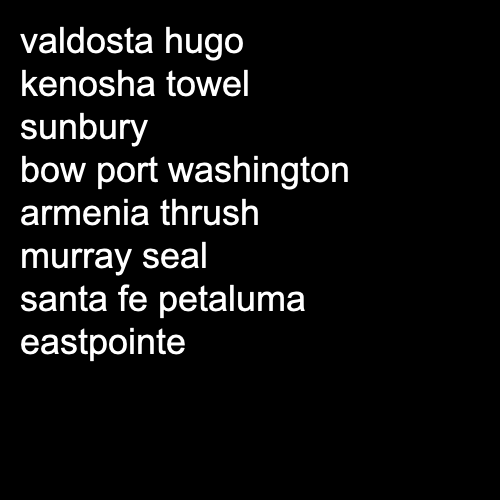 valdosta hugo
kenosha towel
sunbury
bow port washington
armenia thrush
murray seal
santa fe petaluma
eastpointe